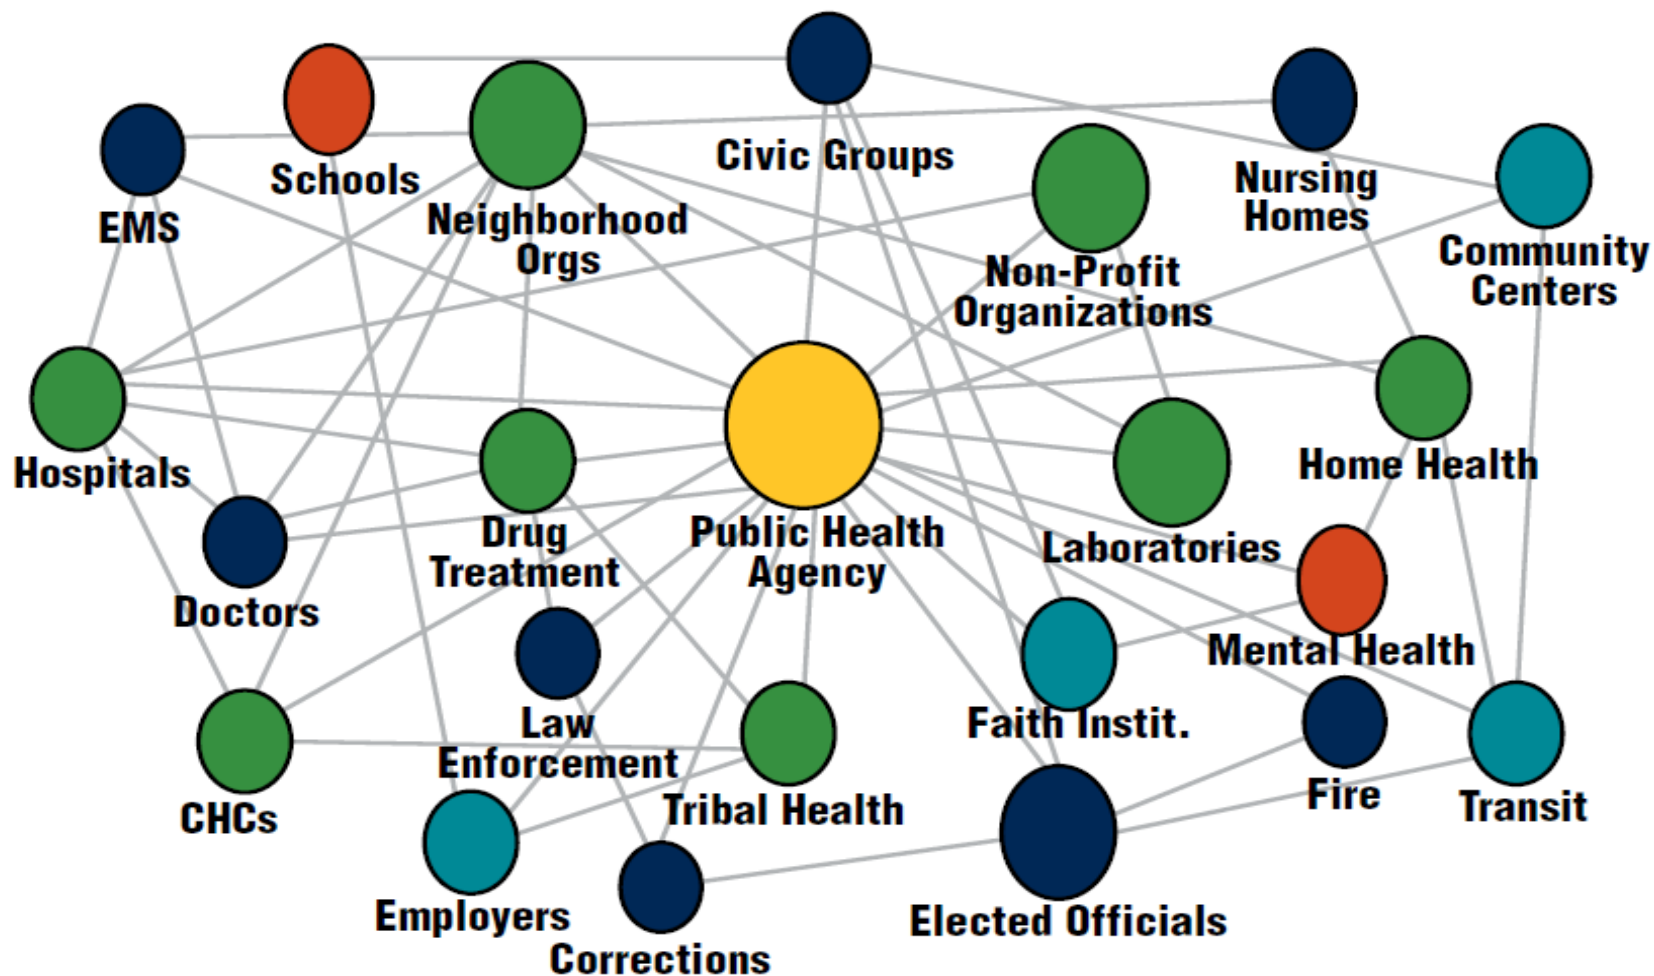 Civic Groups
Schools
EMS
Neighborhood
Orgs
Nursing
Homes
Non-Profit
Organizations
Community
Centers
Hospitals
Home Health
Drug
Treatment
Public Health
Agency
Laboratories
Doctors
Mental Health
Law
Enforcement
Faith Instit.
CHCs
Tribal Health
Fire
Transit
Employers
Elected Officials
Corrections